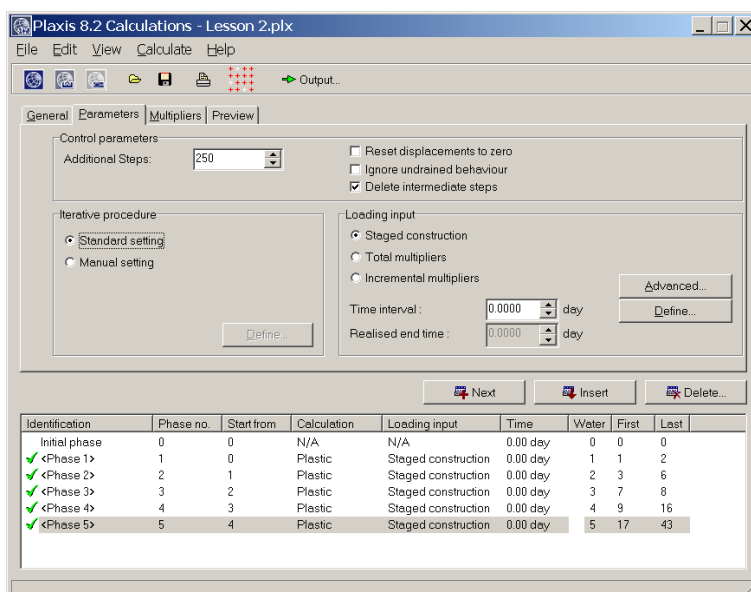 Plaxis 8.2 Calculations - Lesson 2.plx
File Edit View Calculate Help
Output...
General Parameters Multipliers Preview
Control parameters
Additional Steps: 250
Reset displacements to zero
Ignore undrained behaviour
Delete intermediate steps
Iterative procedure
Standard setting
Manual setting
Define...
Loading input
Staged construction
Total multipliers
Incremental multipliers
Advanced...
Time interval : 0.0000 day Define...
Realised end time : 0.0000 day
Next Insert Delete...
Identification Phase no. Start from Calculation Loading input Time Water First Last
Initial phase 0 0 N/A N/A 0.00 day 0 0 0
<Phase 1> 1 0 Plastic Staged construction 0.00 day 1 1 2
<Phase 2> 2 1 Plastic Staged construction 0.00 day 2 3 6
<Phase 3> 3 2 Plastic Staged construction 0.00 day 3 7 8
<Phase 4> 4 3 Plastic Staged construction 0.00 day 4 9 16
<Phase 5> 5 4 Plastic Staged construction 0.00 day 5 17 43